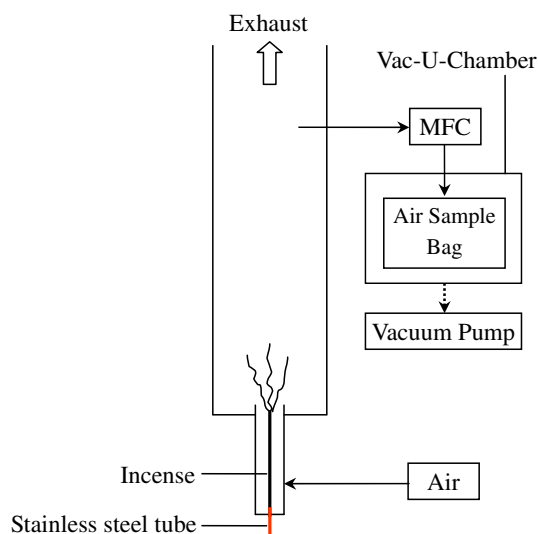 Exhaust
Vac-U-Chamber
MFC
Air Sample
Bag
Vacuum Pump
Incense
Air
Stainless steel tube